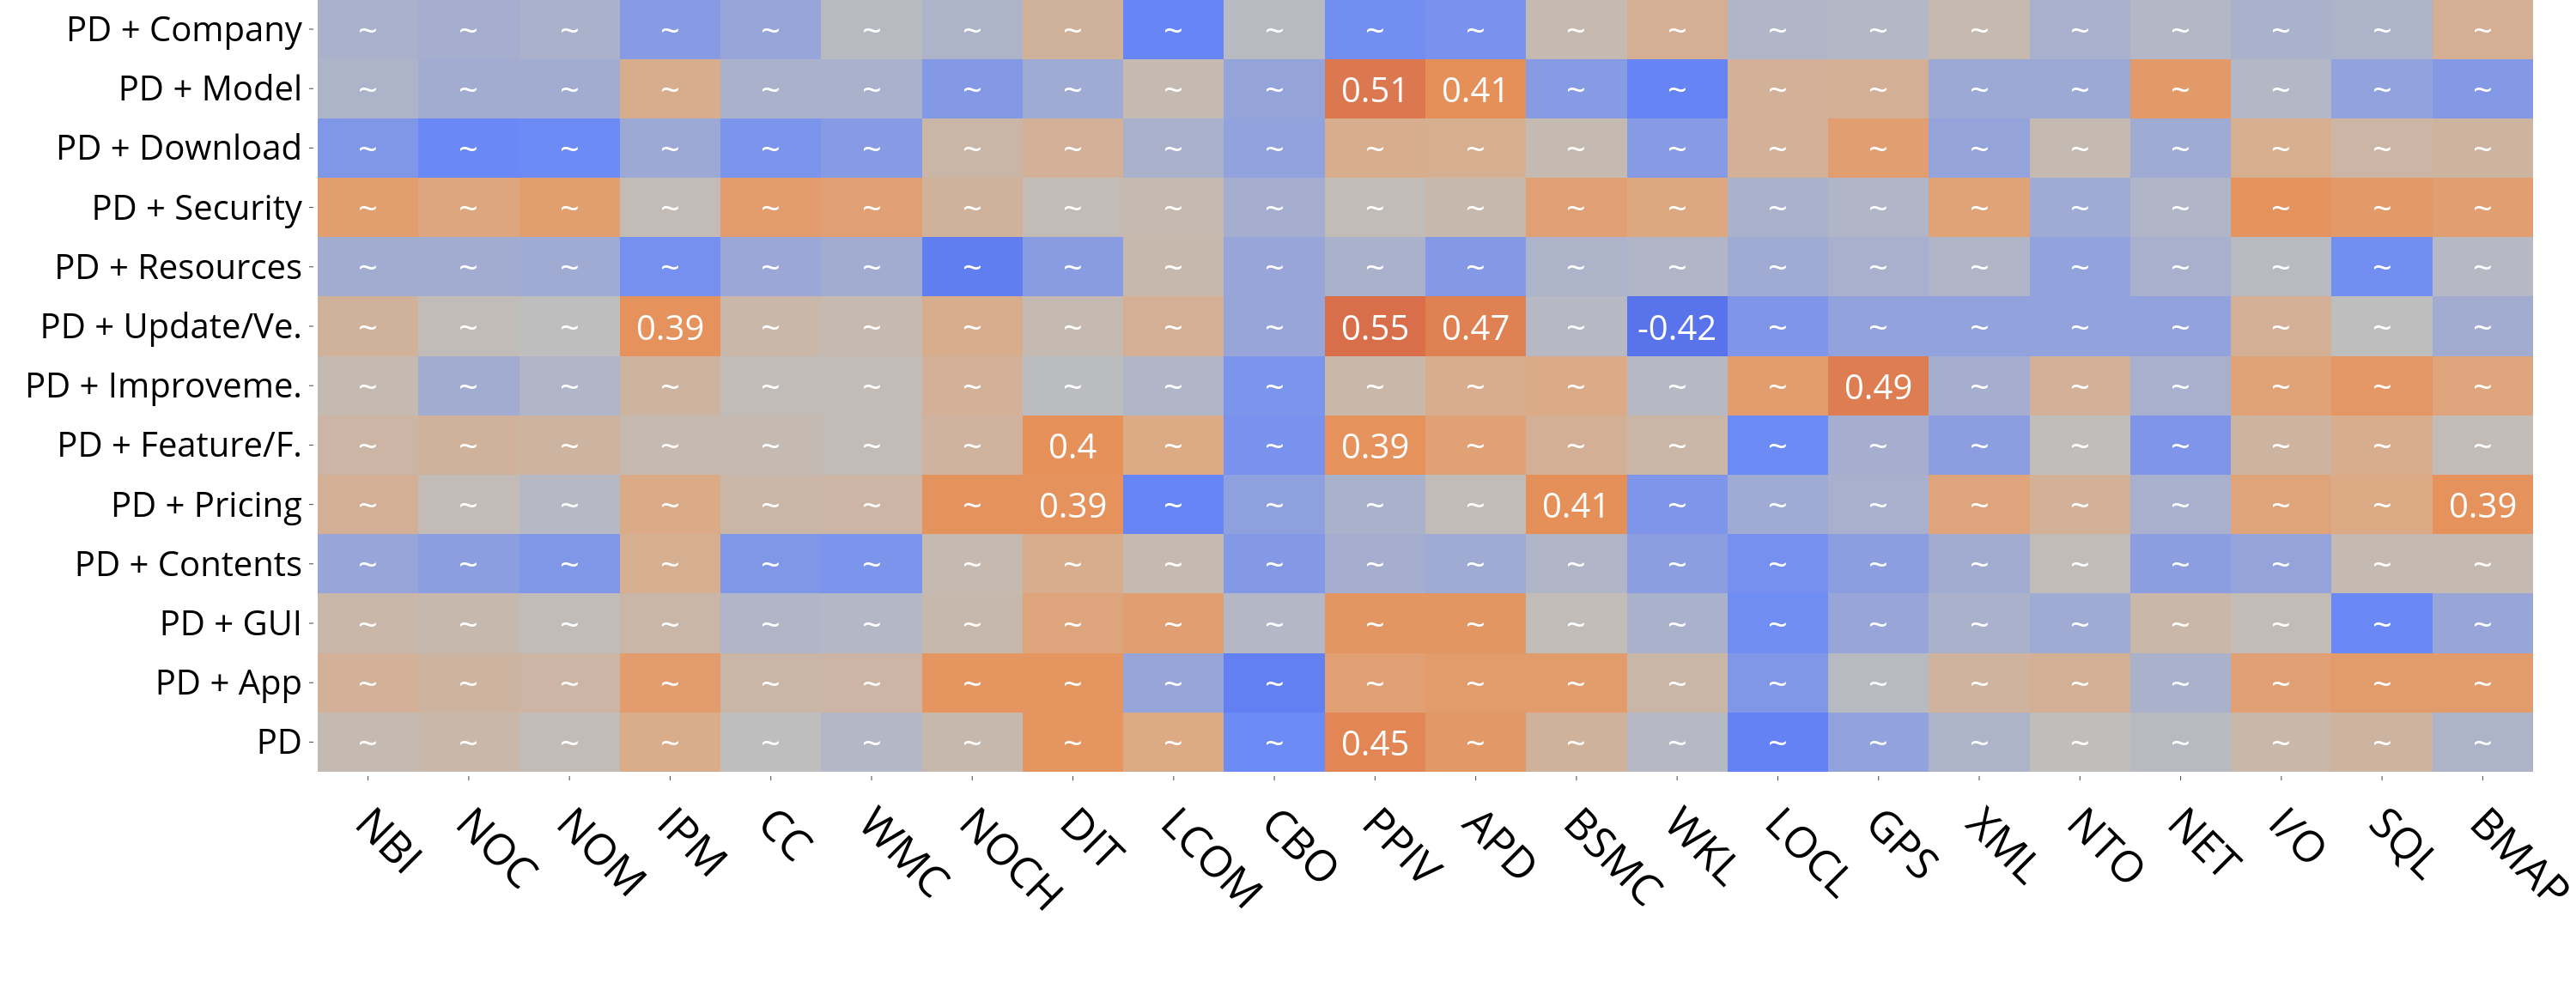 PD + Company ~ ~ ~ ~ ~ ~ ~ ~ ~ ~ ~ ~ ~ ~ ~ ~ ~ ~ ~ ~ ~ ~
PD + Model ~ ~ ~ ~ ~ ~ ~ ~ ~ ~ 0.51 0.41 ~ ~ ~ ~ ~ ~ ~ ~ ~ ~
PD + Download ~ ~ ~ ~ ~ ~ ~ ~ ~ ~ ~ ~ ~ ~ ~ ~ ~ ~ ~ ~ ~ ~
PD + Security ~ ~ ~ ~ ~ ~ ~ ~ ~ ~ ~ ~ ~ ~ ~ ~ ~ ~ ~ ~ ~ ~
PD + Resources ~ ~ ~ ~ ~ ~ ~ ~ ~ ~ ~ ~ ~ ~ ~ ~ ~ ~ ~ ~ ~ ~
PD + Update/Ve. ~ ~ ~ 0.39 ~ ~ ~ ~ ~ ~ 0.55 0.47 ~ -0.42 ~ ~ ~ ~ ~ ~ ~ ~
PD + Improveme. ~ ~ ~ ~ ~ ~ ~ ~ ~ ~ ~ ~ ~ ~ ~ 0.49 ~ ~ ~ ~ ~ ~
PD + Feature/F. ~ ~ ~ ~ ~ ~ ~ 0.4 ~ ~ 0.39 ~ ~ ~ ~ ~ ~ ~ ~ ~ ~ ~
PD + Pricing ~ ~ ~ ~ ~ ~ ~ 0.39 ~ ~ ~ ~ 0.41 ~ ~ ~ ~ ~ ~ ~ ~ 0.39
PD + Contents ~ ~ ~ ~ ~ ~ ~ ~ ~ ~ ~ ~ ~ ~ ~ ~ ~ ~ ~ ~ ~ ~
PD + GUI ~ ~ ~ ~ ~ ~ ~ ~ ~ ~ ~ ~ ~ ~ ~ ~ ~ ~ ~ ~ ~ ~
PD + App ~ ~ ~ ~ ~ ~ ~ ~ ~ ~ ~ ~ ~ ~ ~ ~ ~ ~ ~ ~ ~ ~
PD ~ ~ ~ ~ ~ ~ ~ ~ ~ ~ 0.45 ~ ~ ~ ~ ~ ~ ~ ~ ~ ~ ~
NBI NOC NOM IPM CC WMC NOCH DIT LCOM CBO PPIV APD BSMC WKL LOCL GPS XML NTO NET I/O SQL BMAP